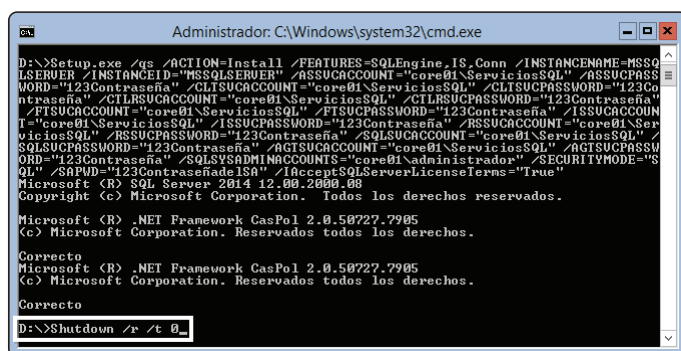 Administrador: C:\Windows\system32\cmd.exe
D:\>Setup.exe /qs /ACTION=Install /FEATURES=SQLEngine,IS,Conn /INSTANCENAME=MSSQ
LSERVER /INSTANCEID="MSSQLSERVER" /ASSVCACCOUNT="core01\ServiciosSQL" /ASSVCPASS
WORD="123Contraseña" /CLTSVCACCOUNT="core01\ServiciosSQL" /CLTSVCPASSWORD="123Co
ntraseña" /CTLRSVCACCOUNT="core01\ServiciosSQL" /CTLRSVCPASSWORD="123Contraseña"
/FTSVCACCOUNT="core01\ServiciosSQL" /FTSVCPASSWORD="123Contraseña" /ISSVCACCOUN
T="core01\ServiciosSQL" /ISSVCPASSWORD="123Contraseña" /RSSVCACCOUNT="core01\Ser
viciosSQL" /RSSVCPASSWORD="123Contraseña" /SQLSVCACCOUNT="core01\ServiciosSQL" /
SQLSVCPASSWORD="123Contraseña" /AGTSVCACCOUNT="core01\ServiciosSQL" /AGTSVCPASSW
ORD="123Contraseña" /SQLSYSADMINACCOUNTS="core01\administrador" /SECURITYMODE="S
QL" /SAPWD="123ContraseñadelSA" /IAcceptSQLServerLicenseTerms="True"
Microsoft (R) SQL Server 2014 12.00.2000.08
Copyright (c) Microsoft Corporation. Todos los derechos reservados.
Microsoft (R) .NET Framework CasPol 2.0.50727.7905
(c) Microsoft Corporation. Reservados todos los derechos.
Correcto
Microsoft (R) .NET Framework CasPol 2.0.50727.7905
(c) Microsoft Corporation. Reservados todos los derechos.
Correcto
D:\>Shutdown /r /t 0_